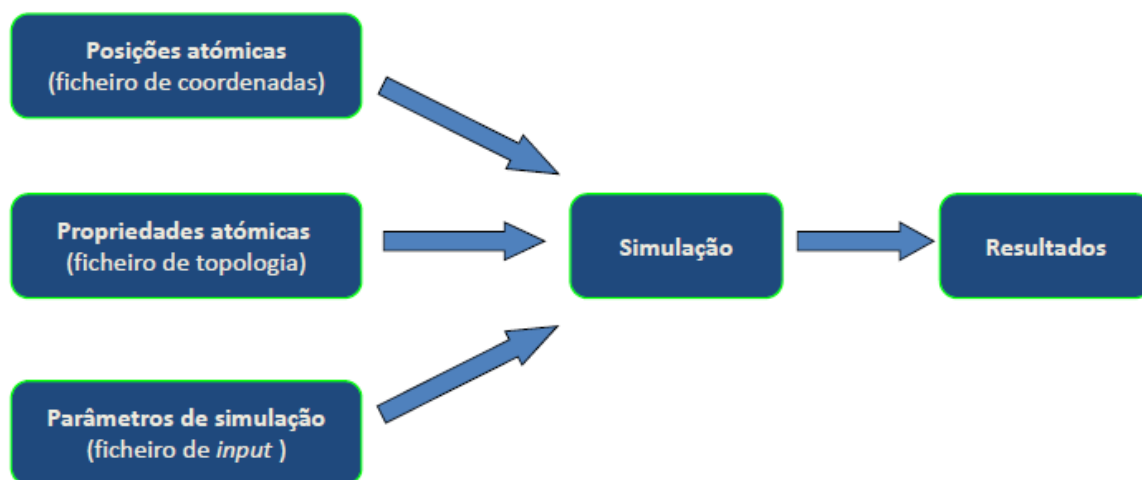 Posições atómicas
(ficheiro de coordenadas)
Propriedades atómicas
(ficheiro de topologia)
Simulação
Resultados
Parâmetros de simulação
(ficheiro de input )